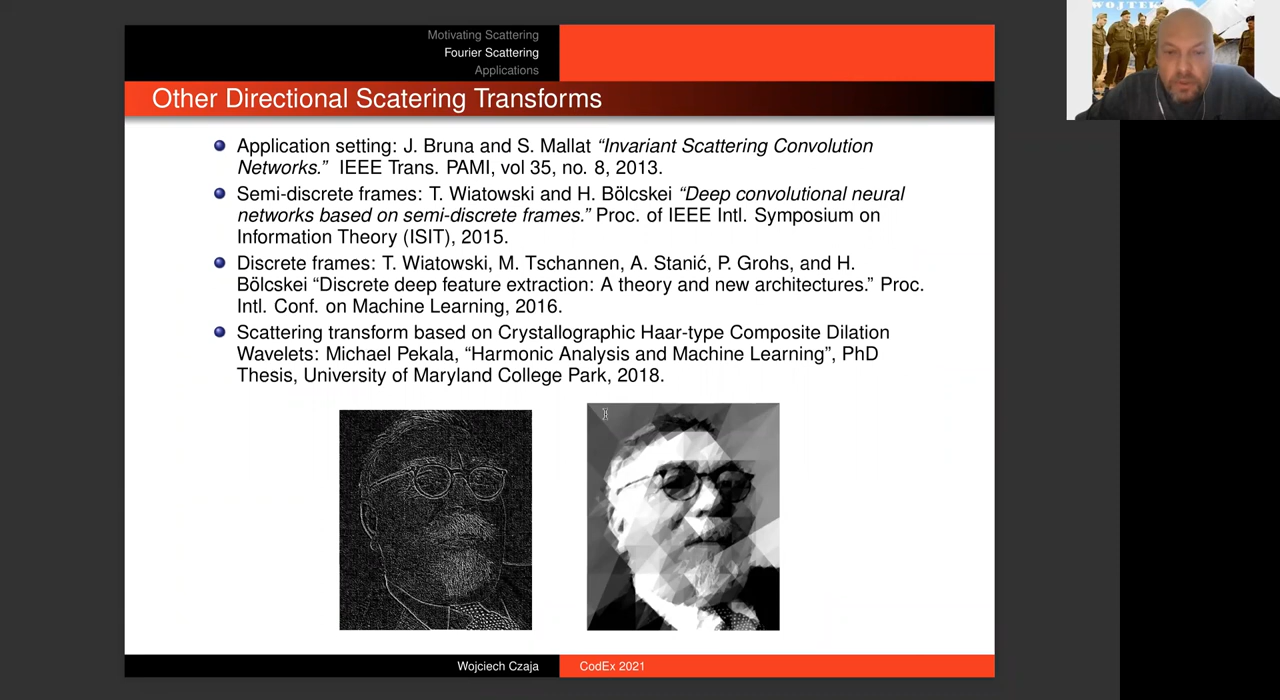 WOJTEK
Motivating Scattering
Fourier Scattering
Applications
Other Directional Scatering Transforms
Application setting: J. Bruna and S. Mallat “Invariant Scattering Convolution
Networks.” IEEE Trans. PAMI, vol 35, no. 8, 2013.
Semi-discrete frames: T. Wiatowski and H. Bölcskei “Deep convolutional neural
networks based on semi-discrete frames.” Proc. of IEEE Intl. Symposium on
Information Theory (ISIT), 2015.
Discrete frames: T. Wiatowski, M. Tschannen, A. Stanić, P. Grohs, and H.
Bölcskei “Discrete deep feature extraction: A theory and new architectures.” Proc.
Intl. Conf. on Machine Learning, 2016.
Scattering transform based on Crystallographic Haar-type Composite Dilation
Wavelets: Michael Pekala, “Harmonic Analysis and Machine Learning”, PhD
Thesis, University of Maryland College Park, 2018.
Wojciech Czaja
CodEx 2021